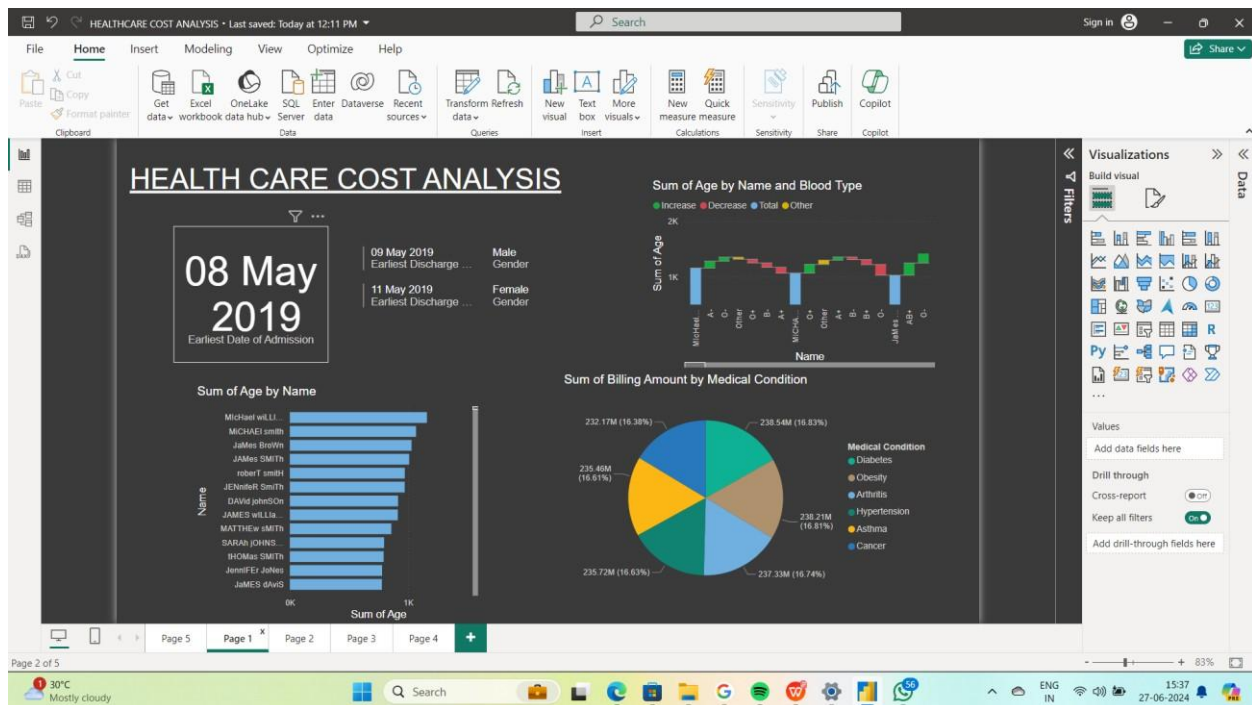 HEALTHCARE COST ANALYSIS • Last saved: Today at 12:11 PM
Search
Sign in
File Home Insert Modeling View Optimize Help
Share
Paste
Cut
Copy
Format painter
Clipboard
Get data
Excel workbook
OneLake data hub
SQL Server
Enter data
Dataverse
Recent sources
Data
Transform data
Refresh
Queries
New visual
Text box
More visuals
Insert
New measure
Quick measure
Calculations
Sensitivity
Sensitivity
Publish
Share
Copilot
Copilot
HEALTH CARE COST ANALYSIS
08 May
2019
Earliest Date of Admission
09 May 2019 Male
Earliest Discharge ... Gender
11 May 2019 Female
Earliest Discharge ... Gender
Sum of Age by Name and Blood Type
Increase Decrease Total Other
2K
1K
Sum of Age
MicHael...
A-
O-
Other
O+
B-
A+
MICHA...
O+
Other
A+
B-
B+
O-
JaMes...
AB+
O-
Name
Sum of Age by Name
Name
MicHael wiLLI...
MiCHAEl smith
JaMes BroWn
JAMes SMITh
roberT smitH
JENnifeR SmiTh
DAVid johnSOn
JAMES wiLLIa...
MATTHEw sMITh
SARAh jOHNS...
tHOMas SMITh
JennIFEr JoNes
JaMES dAviS
0K 1K
Sum of Age
Sum of Billing Amount by Medical Condition
232.17M (16.38%)
238.54M (16.83%)
235.46M
(16.61%)
238.21M
(16.81%)
235.72M (16.63%)
237.33M (16.74%)
Medical Condition
Diabetes
Obesity
Arthritis
Hypertension
Asthma
Cancer
Filters
Visualizations
Build visual
R
Py
...
Values
Add data fields here
Drill through
Cross-report Off
Keep all filters On
Add drill-through fields here
Data
Page 5 Page 1 Page 2 Page 3 Page 4
Page 2 of 5
83%
1
30°C
Mostly cloudy
Search
56
ENG
IN
15:37
27-06-2024